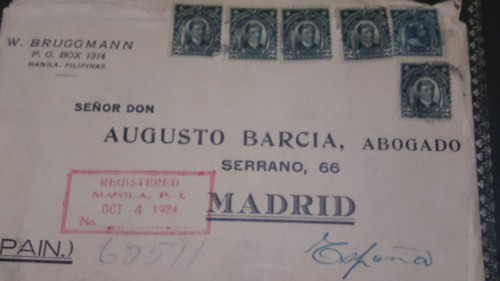 W. BRUGGMANN
P. O. BOX 1314
MANILA, FILIPINAS.
SEÑOR DON
AUGUSTO BARCIA, ABOGADO
SERRANO, 66
MADRID
REGISTERED
MANILA, P. I.
OCT 4 1924
No.
62571
PAIN.)
España